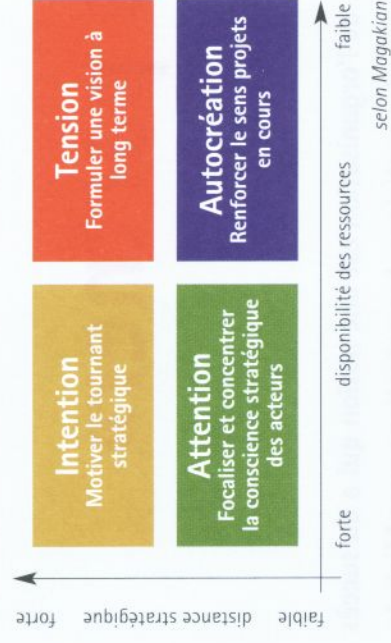 Intention
Motiver le tournant
stratégique
Tension
Formuler une vision à
long terme
Attention
Focaliser et concentrer
la conscience stratégique
des acteurs
Autocréation
Renforcer le sens projets
en cours
faible distance stratégique forte
forte disponibilité des ressources faible
selon Magakian